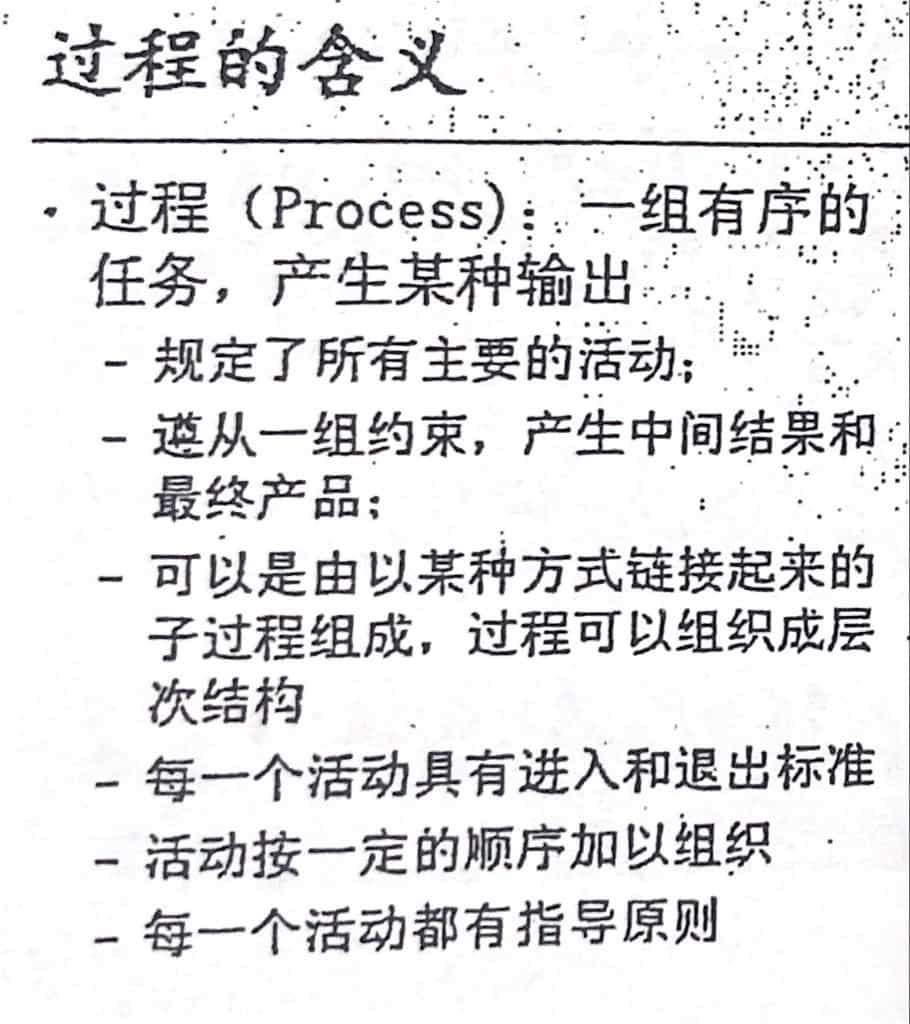 过程的含义
· 过程（Process）：一组有序的
任务，产生某种输出
- 规定了所有主要的活动；
- 遵从一组约束，产生中间结果和
最终产品；
- 可以是由以某种方式链接起来的
子过程组成，过程可以组织成层
次结构
- 每一个活动具有进入和退出标准
- 活动按一定的顺序加以组织
- 每一个活动都有指导原则